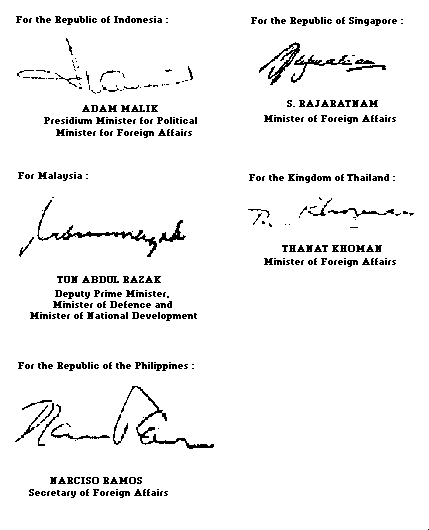 For the Republic of Indonesia :
ADAM MALIK
Presidium Minister for Political
Minister for Foreign Affairs
For the Republic of Singapore :
S. RAJARATNAM
Minister of Foreign Affairs
For Malaysia :
TUN ABDUL RAZAK
Deputy Prime Minister,
Minister of Defence and
Minister of National Development
For the Kingdom of Thailand :
THANAT KHOMAN
Minister of Foreign Affairs
For the Republic of the Philippines :
NARCISO RAMOS
Secretary of Foreign Affairs